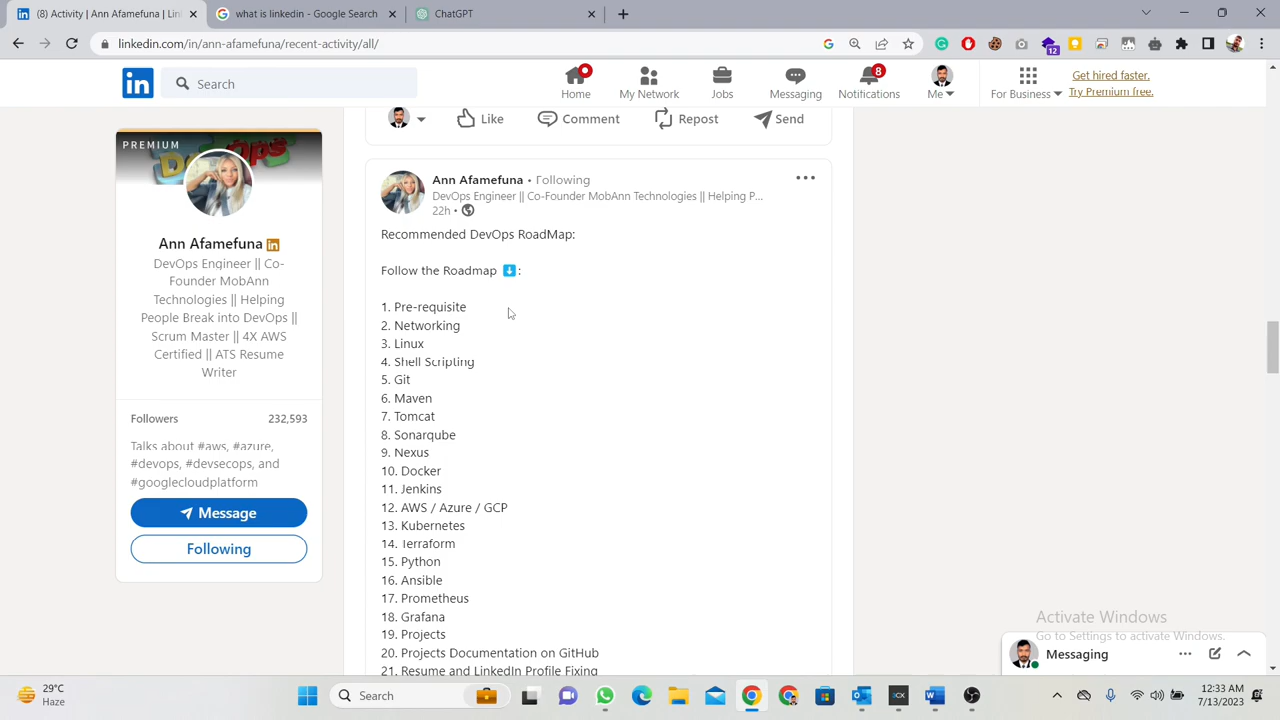 (8) Activity | Ann Afamefuna | Lin
what is linkedin - Google Search
ChatGPT
linkedin.com/in/ann-afamefuna/recent-activity/all/
12
in
Search
Home
My Network
Jobs
Messaging
8
Notifications
Me
For Business
Get hired faster.
Try Premium free.
Like
Comment
Repost
Send
PREMIUM
Ann Afamefuna
DevOps Engineer || Co-
Founder MobAnn
Technologies || Helping
People Break into DevOps ||
Scrum Master || 4X AWS
Certified || ATS Resume
Writer
Followers 232,593
Talks about #aws, #azure,
#devops, #devsecops, and
#googlecloudplatform
Message
Following
Ann Afamefuna • Following
DevOps Engineer || Co-Founder MobAnn Technologies || Helping P...
22h •
Recommended DevOps RoadMap:
Follow the Roadmap ⬇️:
1. Pre-requisite
2. Networking
3. Linux
4. Shell Scripting
5. Git
6. Maven
7. Tomcat
8. Sonarqube
9. Nexus
10. Docker
11. Jenkins
12. AWS / Azure / GCP
13. Kubernetes
14. Terraform
15. Python
16. Ansible
17. Prometheus
18. Grafana
19. Projects
20. Projects Documentation on GitHub
21. Resume and LinkedIn Profile Fixing
Activate Windows
Go to Settings to activate Windows.
Messaging
29°C
Haze
Search
12:33 AM
7/13/2023